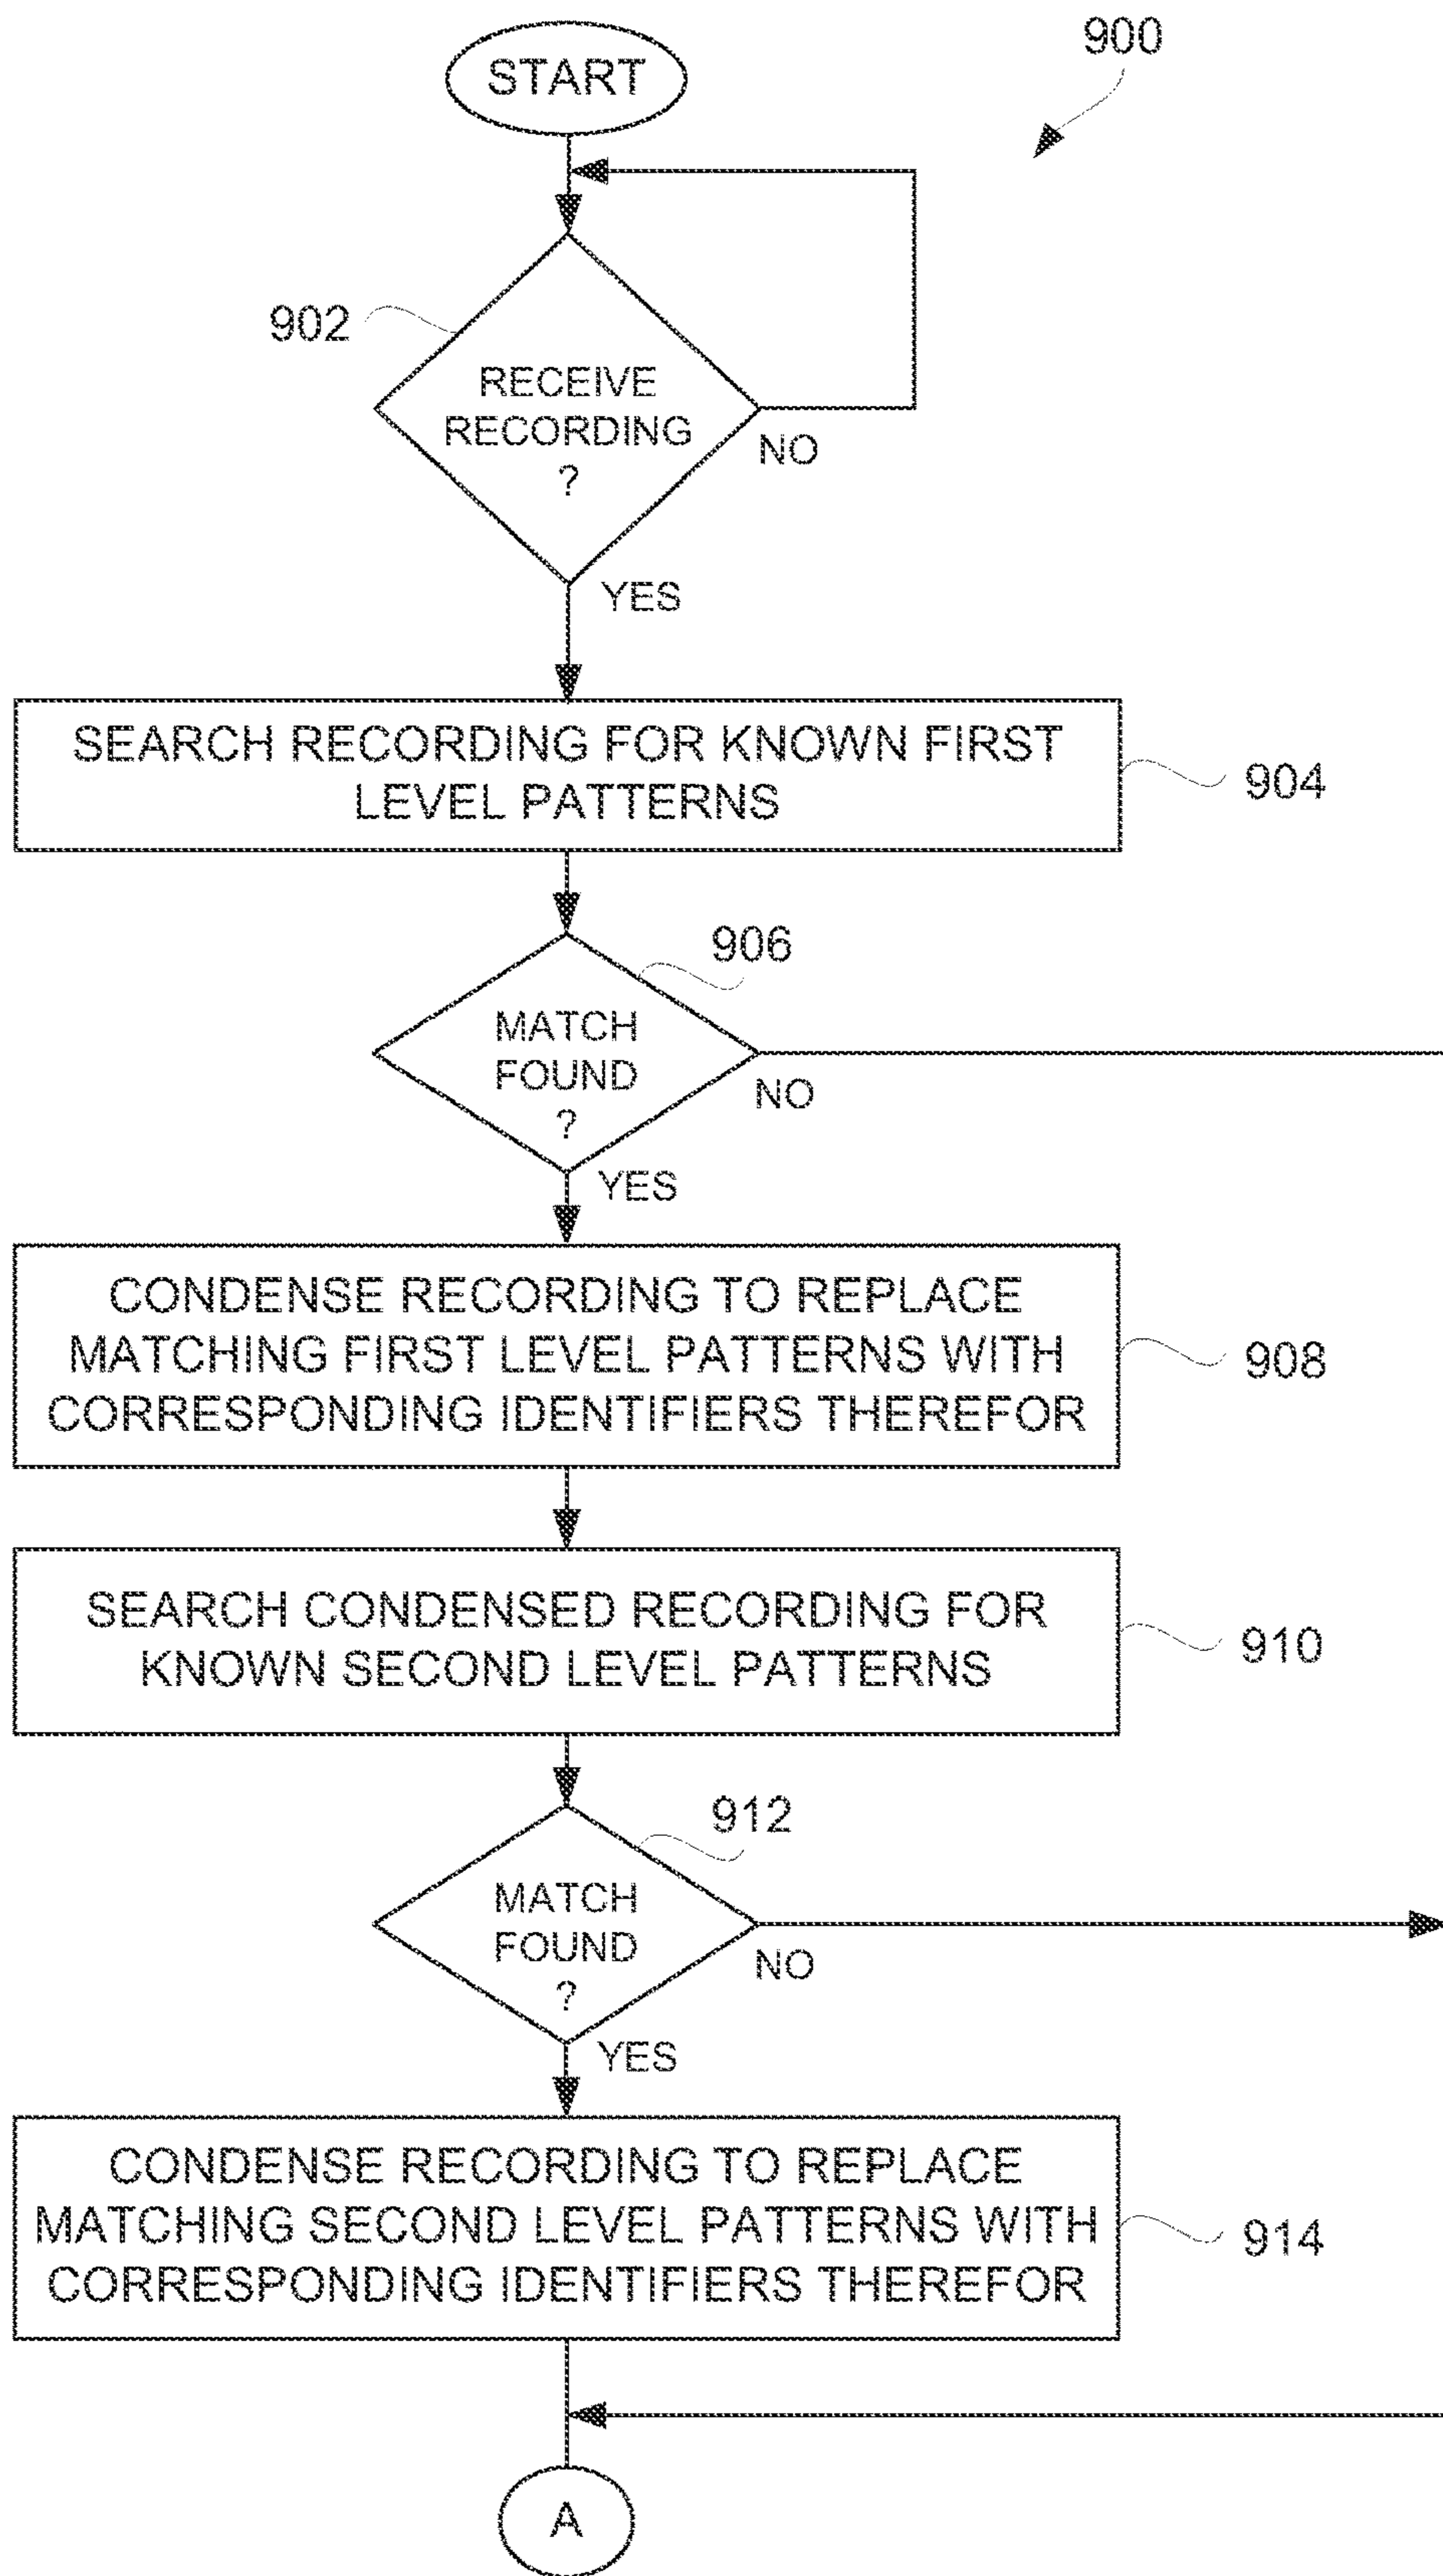 900
START
902
RECEIVE
RECORDING
?
NO
YES
SEARCH RECORDING FOR KNOWN FIRST
LEVEL PATTERNS
904
906
MATCH
FOUND
?
NO
YES
CONDENSE RECORDING TO REPLACE
MATCHING FIRST LEVEL PATTERNS WITH
CORRESPONDING IDENTIFIERS THEREFOR
908
SEARCH CONDENSED RECORDING FOR
KNOWN SECOND LEVEL PATTERNS
910
912
MATCH
FOUND
?
NO
YES
CONDENSE RECORDING TO REPLACE
MATCHING SECOND LEVEL PATTERNS WITH
CORRESPONDING IDENTIFIERS THEREFOR
914
A